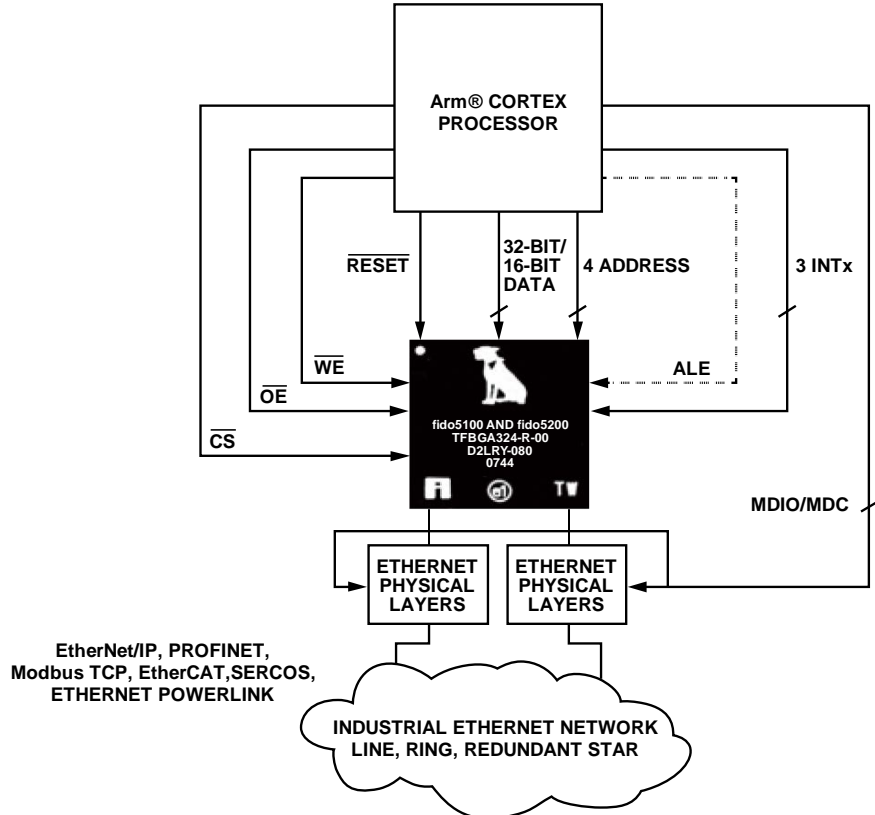 Arm® CORTEX
PROCESSOR
RESET
32-BIT/
16-BIT
DATA
4 ADDRESS
3 INTx
WE
ALE
OE
CS
fido5100 AND fido5200
TFBGA324-R-00
D2LRY-080
0744
e1
MDIO/MDC
ETHERNET
PHYSICAL
LAYERS
ETHERNET
PHYSICAL
LAYERS
EtherNet/IP, PROFINET,
Modbus TCP, EtherCAT,SERCOS,
ETHERNET POWERLINK
INDUSTRIAL ETHERNET NETWORK
LINE, RING, REDUNDANT STAR